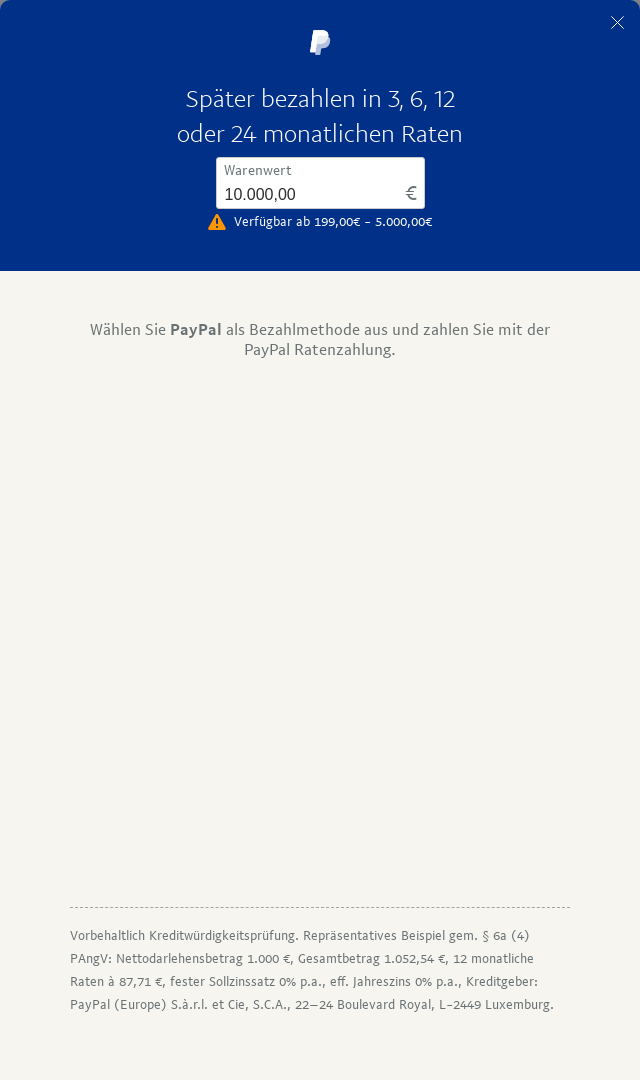 Später bezahlen in 3, 6, 12
oder 24 monatlichen Raten
Warenwert
10.000,00 €
Verfügbar ab 199,00€ - 5.000,00€
Wählen Sie PayPal als Bezahlmethode aus und zahlen Sie mit der
PayPal Ratenzahlung.
Vorbehaltlich Kreditwürdigkeitsprüfung. Repräsentatives Beispiel gem. § 6a (4)
PAngV: Nettodarlehensbetrag 1.000 €, Gesamtbetrag 1.052,54 €, 12 monatliche
Raten à 87,71 €, fester Sollzinssatz 0% p.a., eff. Jahreszins 0% p.a., Kreditgeber:
PayPal (Europe) S.à.r.l. et Cie, S.C.A., 22–24 Boulevard Royal, L-2449 Luxemburg.